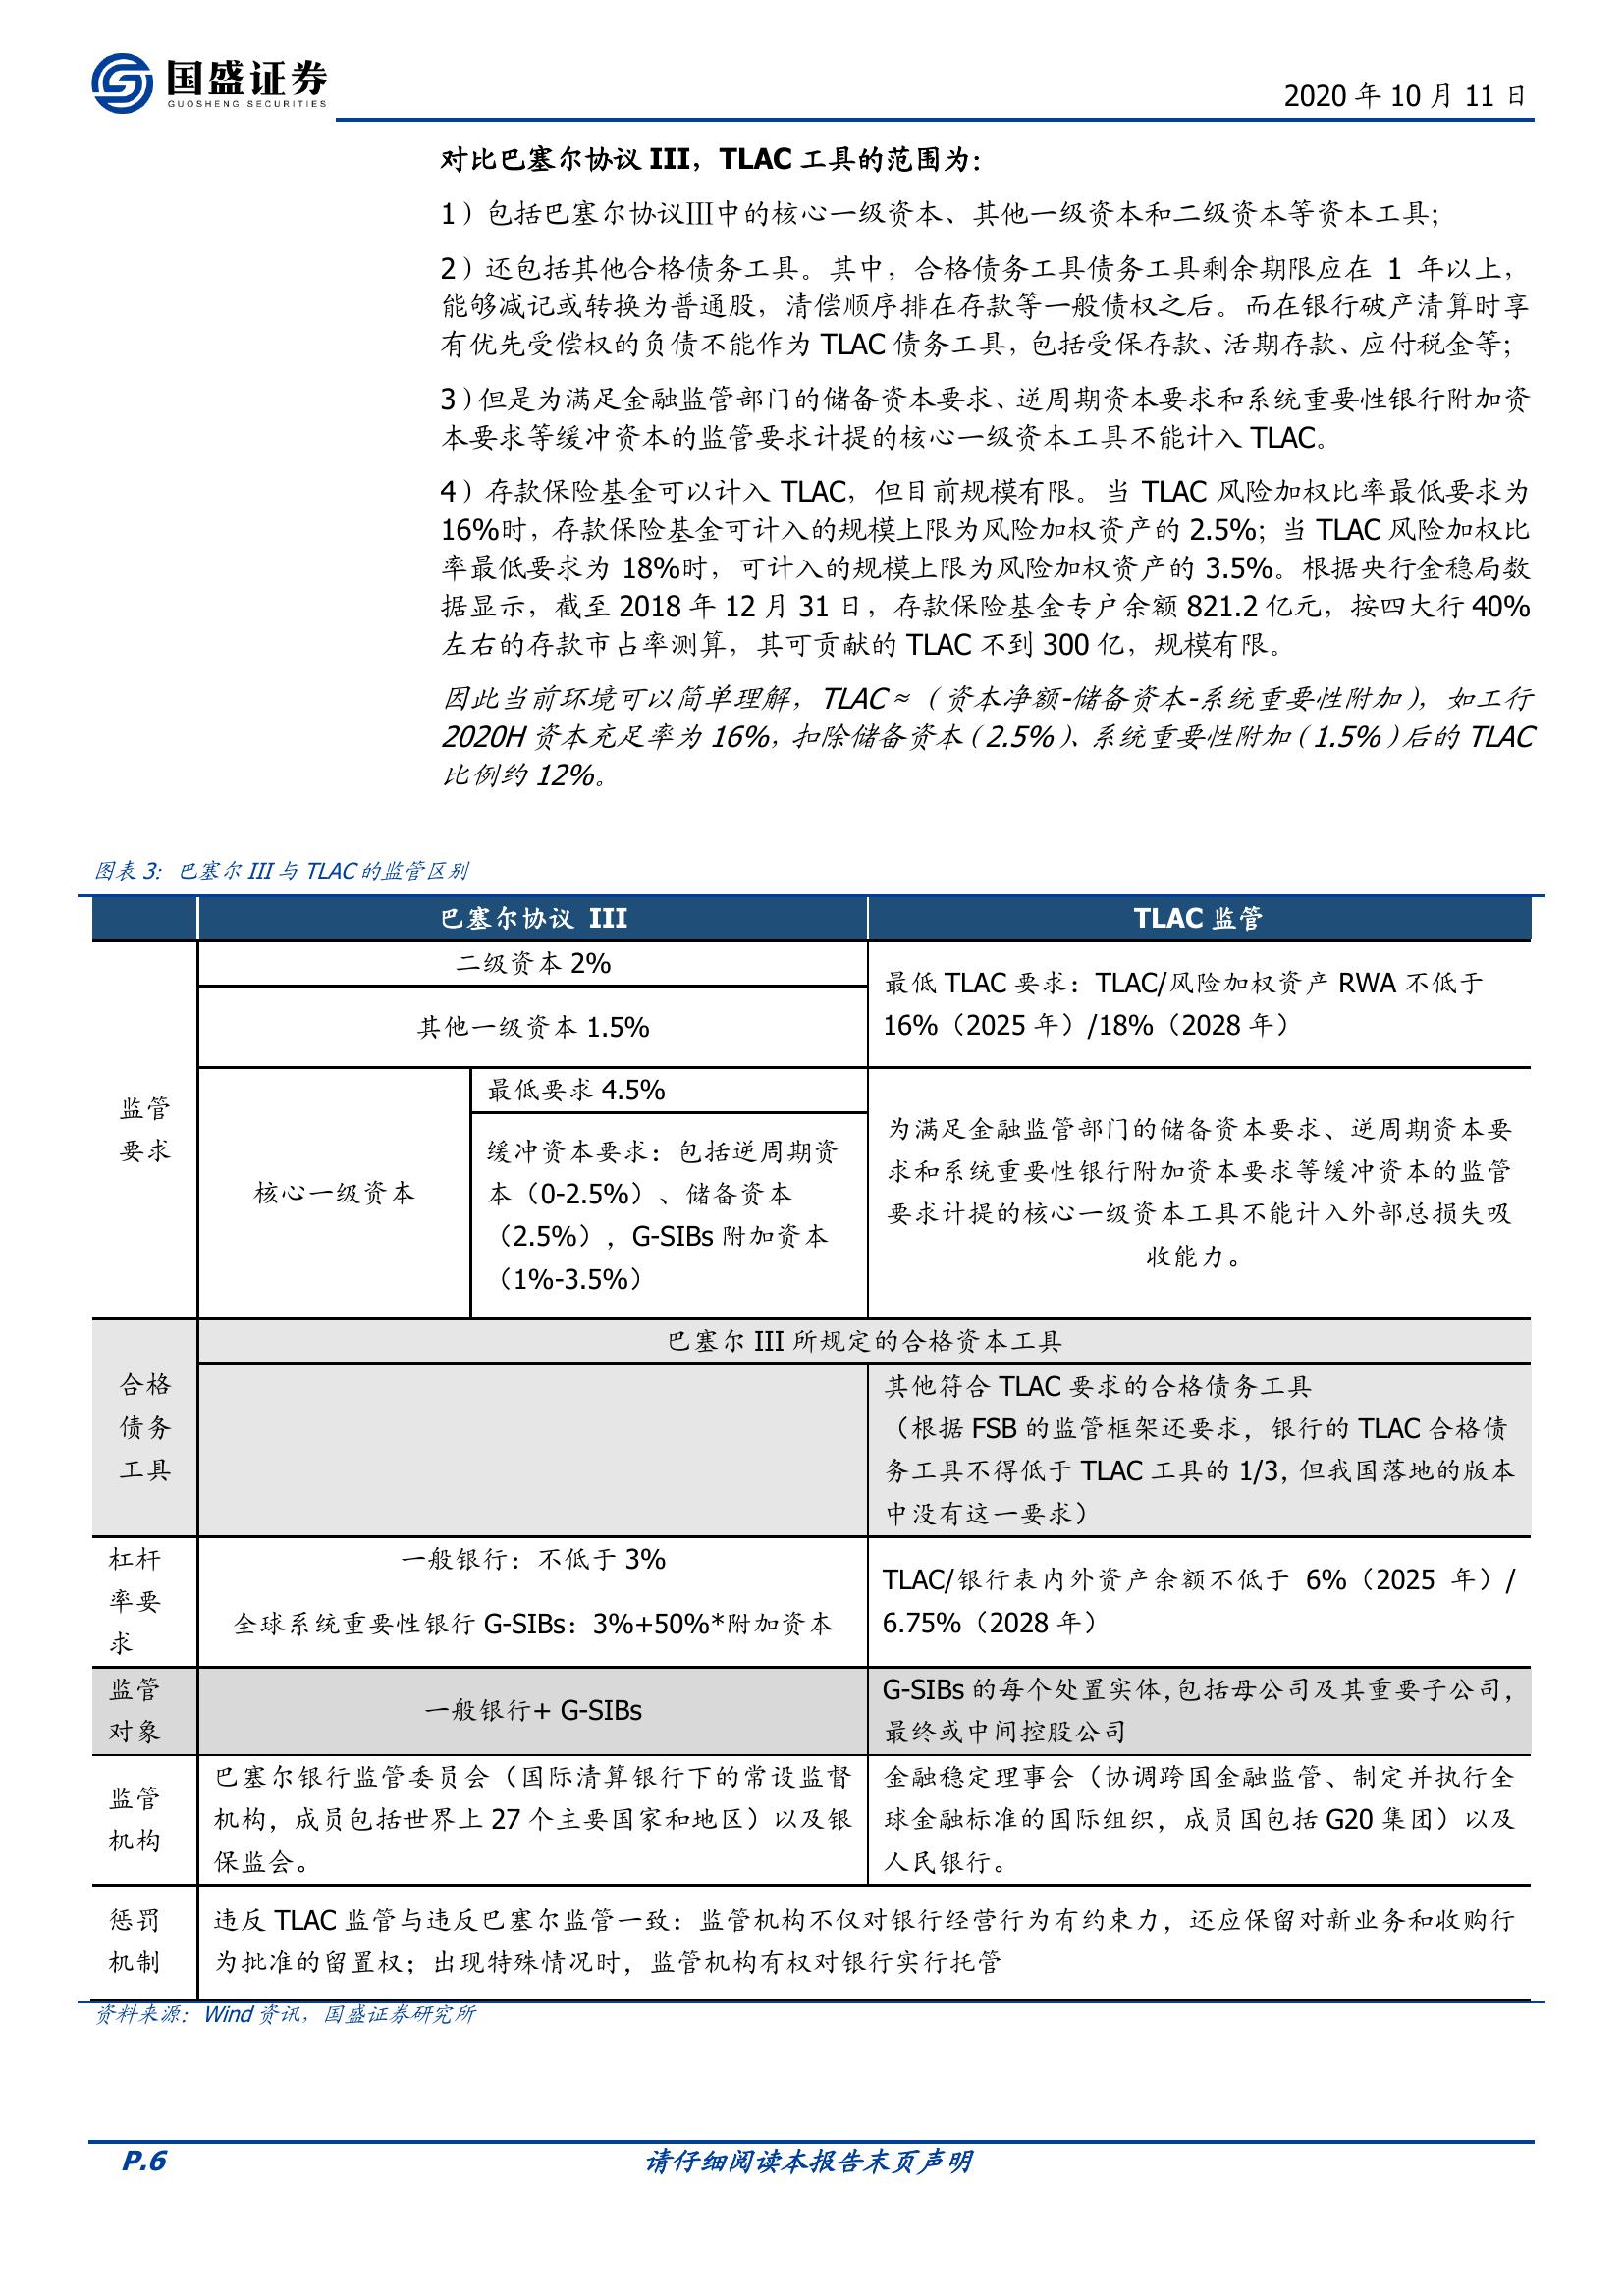 国盛证券
GUOSHENG SECURITIES
2020 年 10 月 11 日
对比巴塞尔协议 III，TLAC 工具的范围为：
1）包括巴塞尔协议Ⅲ中的核心一级资本、其他一级资本和二级资本等资本工具；
2）还包括其他合格债务工具。其中，合格债务工具债务工具剩余期限应在 1 年以上，
能够减记或转换为普通股，清偿顺序排在存款等一般债权之后。而在银行破产清算时享
有优先受偿权的负债不能作为 TLAC 债务工具，包括受保存款、活期存款、应付税金等；
3）但是为满足金融监管部门的储备资本要求、逆周期资本要求和系统重要性银行附加资
本要求等缓冲资本的监管要求计提的核心一级资本工具不能计入 TLAC。
4）存款保险基金可以计入 TLAC，但目前规模有限。当 TLAC 风险加权比率最低要求为
16%时，存款保险基金可计入的规模上限为风险加权资产的 2.5%；当 TLAC 风险加权比
率最低要求为 18%时，可计入的规模上限为风险加权资产的 3.5%。根据央行金稳局数
据显示，截至 2018 年 12 月 31 日，存款保险基金专户余额 821.2 亿元，按四大行 40%
左右的存款市占率测算，其可贡献的 TLAC 不到 300 亿，规模有限。
因此当前环境可以简单理解，TLAC≈（资本净额-储备资本-系统重要性附加），如工行
2020H 资本充足率为 16%，扣除储备资本（2.5%）、系统重要性附加（1.5%）后的 TLAC
比例约 12%。
图表 3：巴塞尔 III 与 TLAC 的监管区别
巴塞尔协议 III
TLAC 监管
监管
要求
二级资本 2%
其他一级资本 1.5%
最低 TLAC 要求：TLAC/风险加权资产 RWA 不低于
16%（2025 年）/18%（2028 年）
核心一级资本
最低要求 4.5%
缓冲资本要求：包括逆周期资
本（0-2.5%）、储备资本
（2.5%），G-SIBs 附加资本
（1%-3.5%）
为满足金融监管部门的储备资本要求、逆周期资本要
求和系统重要性银行附加资本要求等缓冲资本的监管
要求计提的核心一级资本工具不能计入外部总损失吸
收能力。
合格
债务
工具
巴塞尔 III 所规定的合格资本工具
其他符合 TLAC 要求的合格债务工具
（根据 FSB 的监管框架还要求，银行的 TLAC 合格债
务工具不得低于 TLAC 工具的 1/3，但我国落地的版本
中没有这一要求）
杠杆
率要
求
一般银行：不低于 3%
全球系统重要性银行 G-SIBs：3%+50%*附加资本
TLAC/银行表内外资产余额不低于 6%（2025 年）/
6.75%（2028 年）
监管
对象
一般银行+ G-SIBs
G-SIBs 的每个处置实体，包括母公司及其重要子公司，
最终或中间控股公司
监管
机构
巴塞尔银行监管委员会（国际清算银行下的常设监督
机构，成员包括世界上 27 个主要国家和地区）以及银
保监会。
金融稳定理事会（协调跨国金融监管、制定并执行全
球金融标准的国际组织，成员国包括 G20 集团）以及
人民银行。
惩罚
机制
违反 TLAC 监管与违反巴塞尔监管一致：监管机构不仅对银行经营行为有约束力，还应保留对新业务和收购行
为批准的留置权；出现特殊情况时，监管机构有权对银行实行托管
资料来源：Wind 资讯，国盛证券研究所
P.6
请仔细阅读本报告末页声明